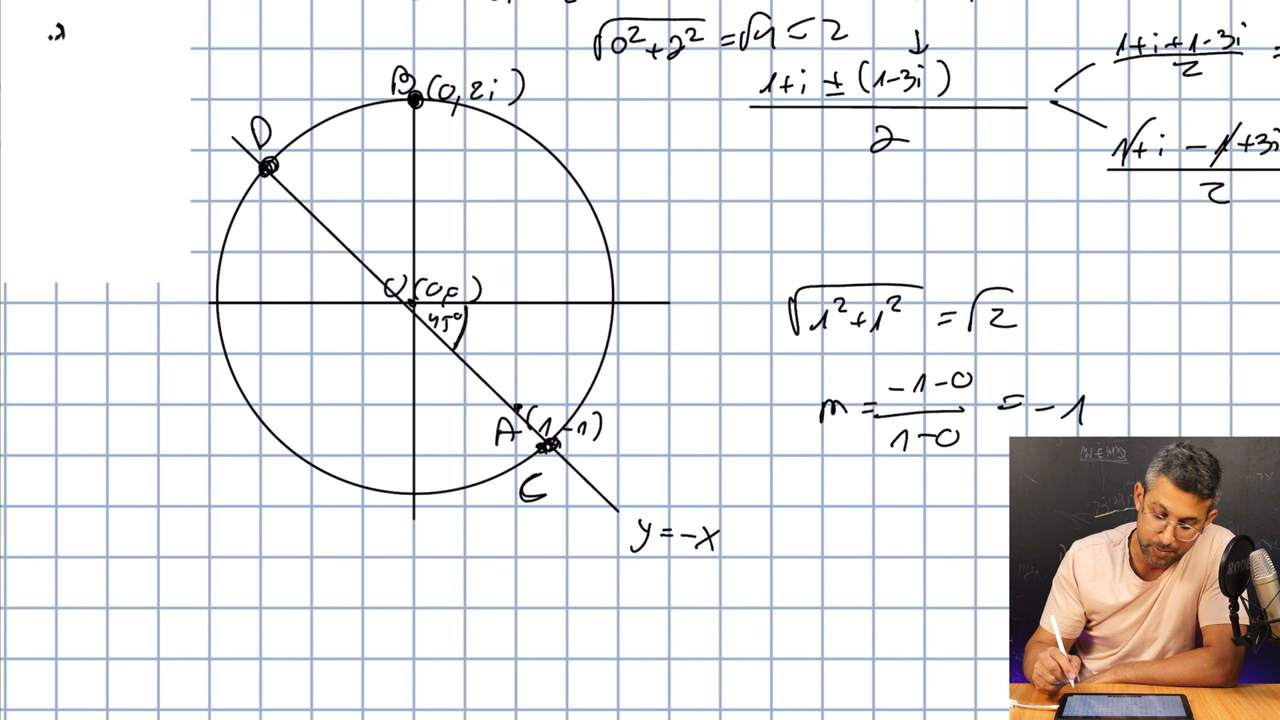 .א
√0²+2² = √4 = 2
↓
1+i ± (1-3i)
2
1+i+1-3i
2
=
1+i - 1+3i
2
B(0,2i)
D
O(0,0)
45°
A(1,-1)
C
y=-x
√1²+1² = √2
m = -1-0
1-0
= -1